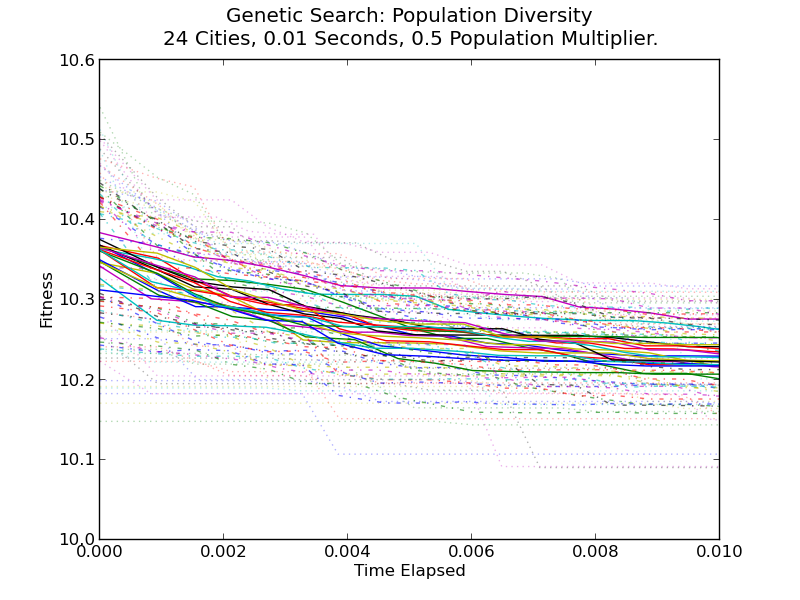 Genetic Search: Population Diversity
24 Cities, 0.01 Seconds, 0.5 Population Multiplier.
10.6
10.5
10.4
10.3
10.2
10.1
10.0
Fitness
0.000 0.002 0.004 0.006 0.008 0.010
Time Elapsed